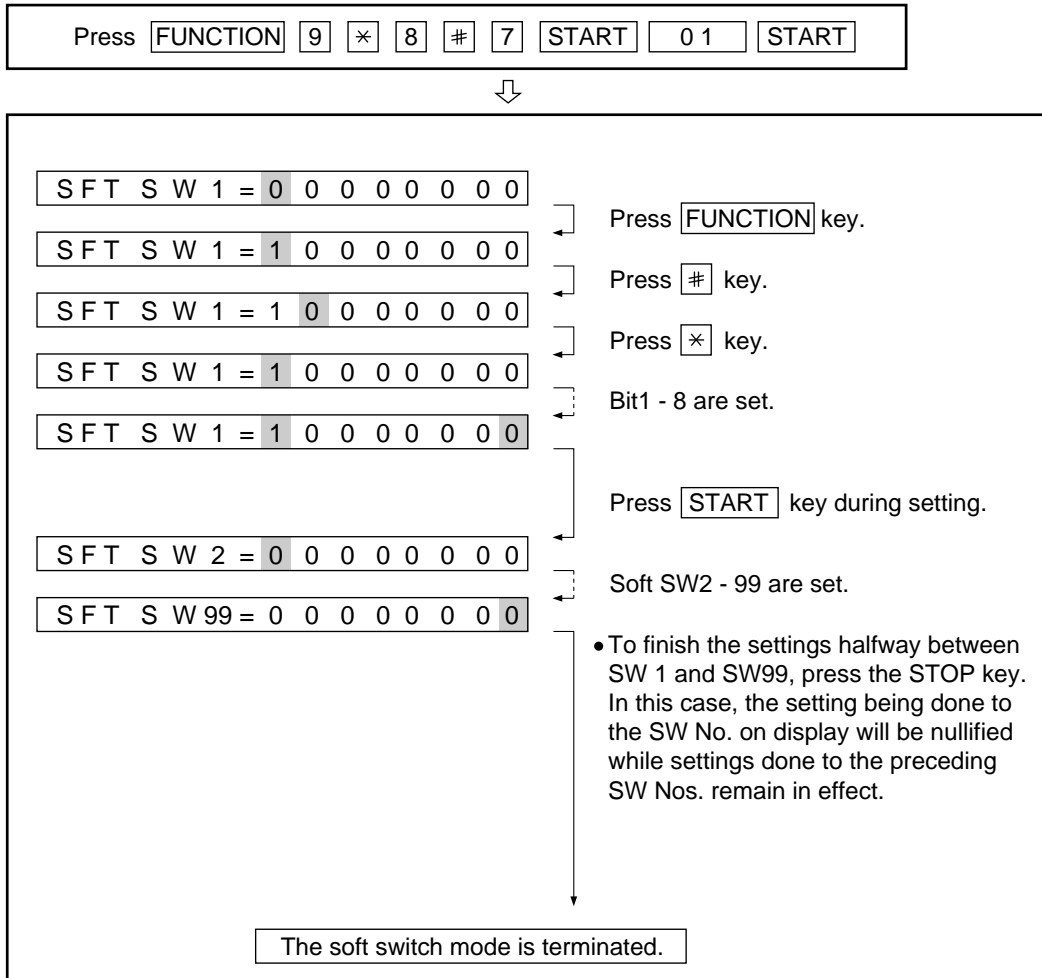 Press FUNCTION 9 * 8 # 7 START 0 1 START
SFT SW 1 = 0 0 0 0 0 0 0 0
Press FUNCTION key.
SFT SW 1 = 1 0 0 0 0 0 0 0
Press # key.
SFT SW 1 = 1 0 0 0 0 0 0 0
Press * key.
SFT SW 1 = 1 0 0 0 0 0 0 0
Bit1 - 8 are set.
SFT SW 1 = 1 0 0 0 0 0 0 0
Press START key during setting.
SFT SW 2 = 0 0 0 0 0 0 0 0
Soft SW2 - 99 are set.
SFT SW 99 = 0 0 0 0 0 0 0 0
• To finish the settings halfway between
SW 1 and SW99, press the STOP key.
In this case, the setting being done to
the SW No. on display will be nullified
while settings done to the preceding
SW Nos. remain in effect.
The soft switch mode is terminated.